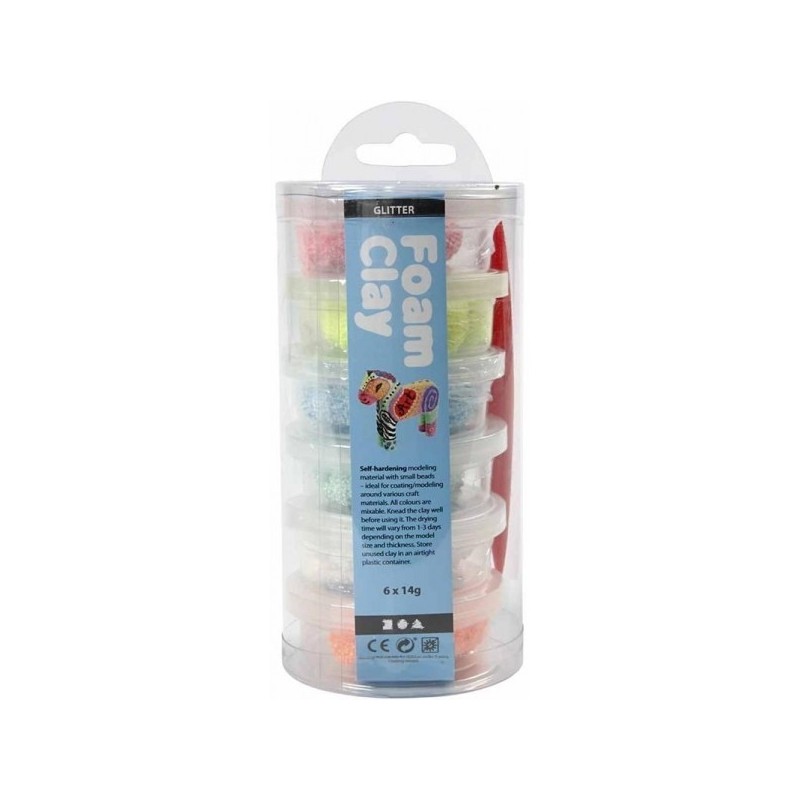 GLITTER
Foam
Clay
Art
Self-hardening modeling
material with small beads
– ideal for coating/modeling
around various craft
materials. All colours are
mixable. Knead the clay well
before using it. The drying
time will vary from 1-3 days
depending on the model
size and thickness. Store
unused clay in an airtight
plastic container.
6 x 14g
CE